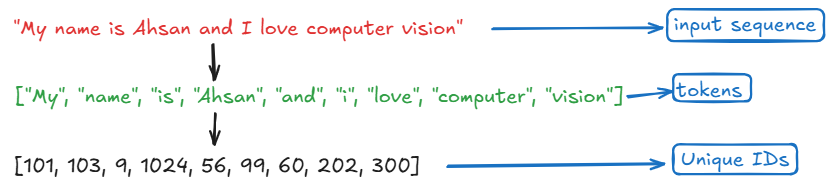 "My name is Ahsan and I love computer vision"
input sequence
["My", "name", "is", "Ahsan", "and", "i", "love", "computer", "vision"]
tokens
[101, 103, 9, 1024, 56, 99, 60, 202, 300]
Unique IDs